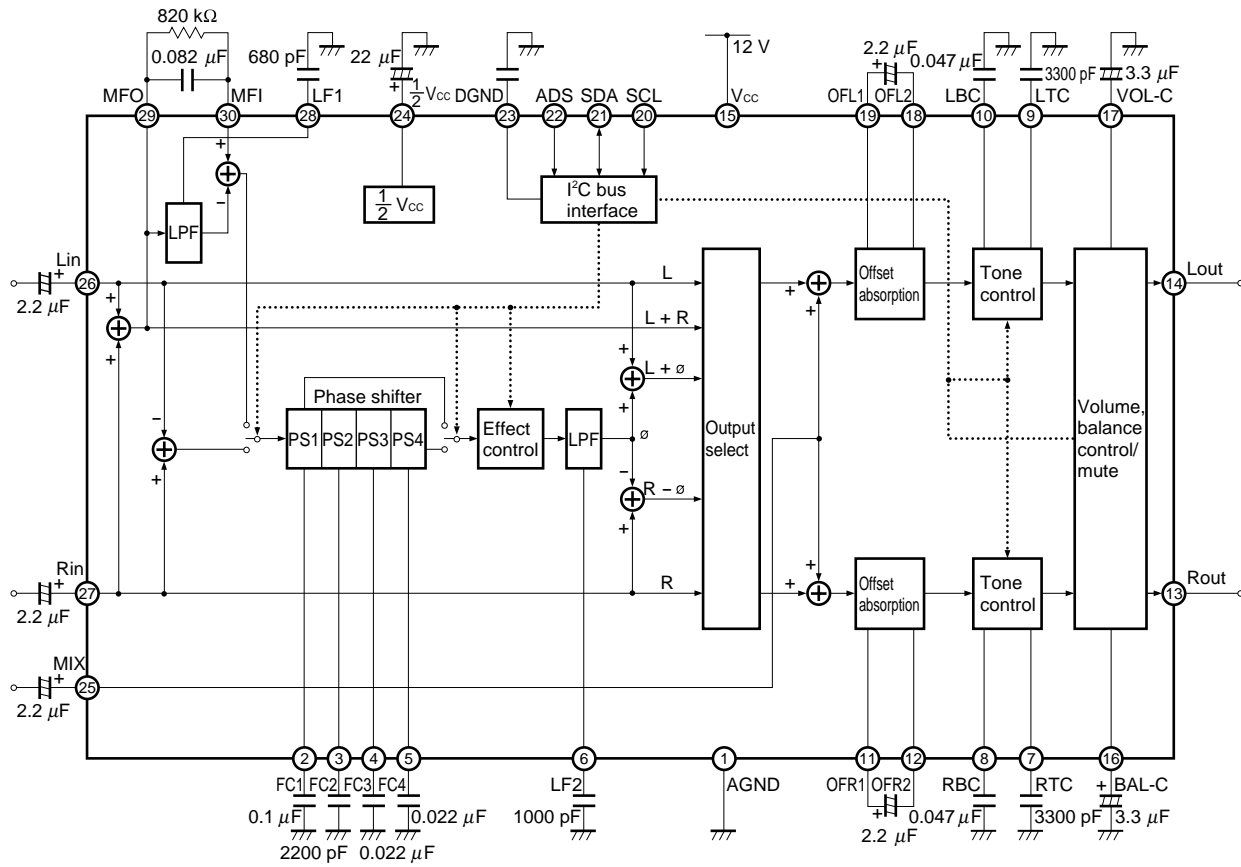 820 kΩ
0.082 μF
680 pF
22 μF
+
1/2 Vcc
12 V
2.2 μF
+
0.047 μF
3300 pF
3.3 μF
MFO
MFI
LF1
DGND
ADS
SDA
SCL
Vcc
OFL1
OFL2
LBC
LTC
VOL-C
29
30
28
24
23
22
21
20
15
19
18
10
9
17
+
−
LPF
1/2 Vcc
I²C bus
interface
Lin
+
26
2.2 μF
+
+
L
L + R
+
L + ø
+
Phase shifter
PS1
PS2
PS3
PS4
Effect
control
LPF
ø
−
R − ø
+
−
+
Output
select
+
+
Offset
absorption
Tone
control
Lout
14
Volume,
balance
control/
mute
Rin
+
27
2.2 μF
R
+
+
Offset
absorption
Tone
control
Rout
13
MIX
+
25
2.2 μF
2
3
4
5
6
1
11
12
8
7
16
FC1
FC2
FC3
FC4
LF2
AGND
OFR1
OFR2
RBC
RTC
+
BAL-C
0.1 μF
2200 pF
0.022 μF
0.022 μF
1000 pF
+
2.2 μF
0.047 μF
3300 pF
3.3 μF